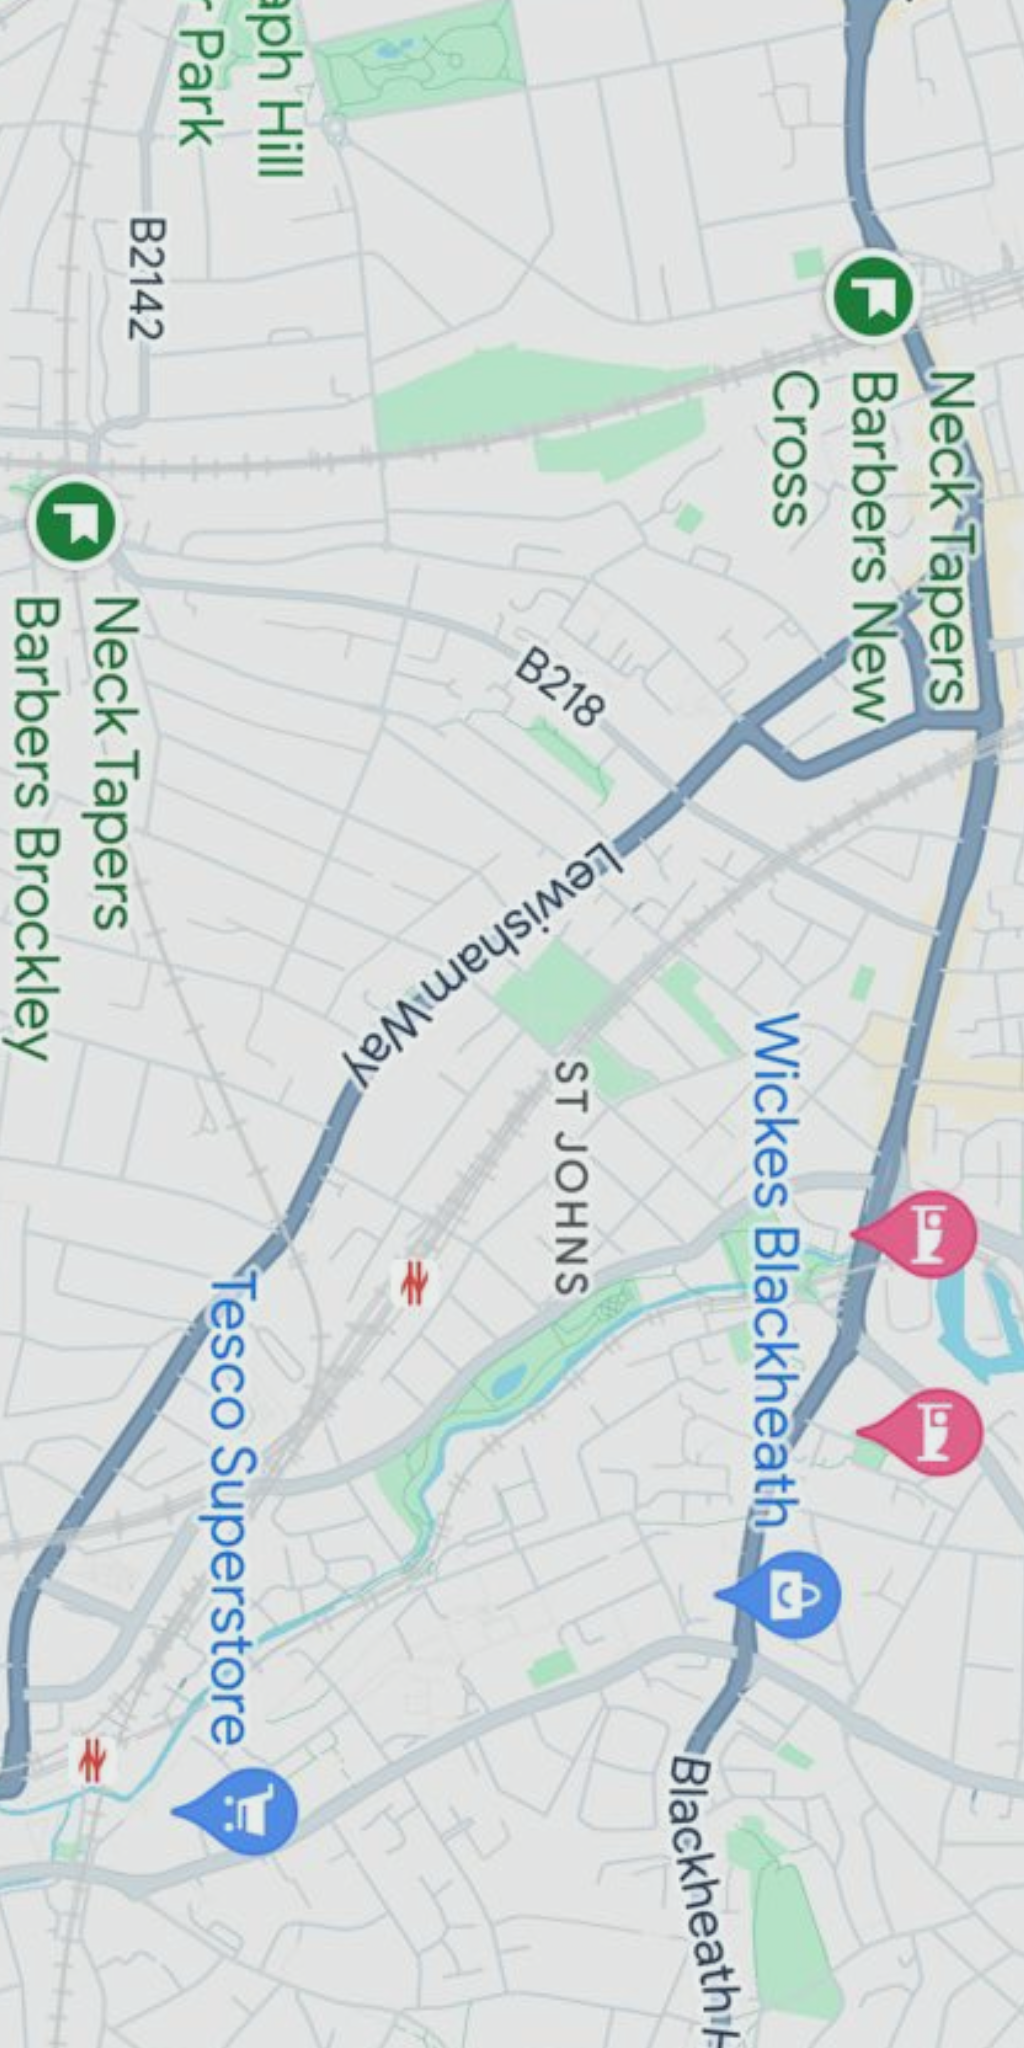 aph Hill
r Park
B2142
Neck Tapers
Barbers New
Cross
Neck Tapers
Barbers Brockley
B218
Lewisham Way
ST JOHNS
Wickes Blackheath
Tesco Superstore
Blackheath H